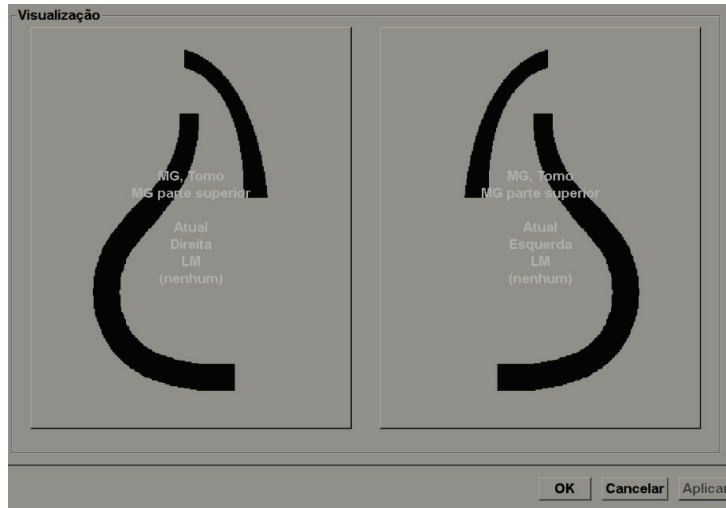 Visualização
MG, Tomo
MG parte superior
Atual
Direita
LM
(nenhum)
MG, Tomo
MG parte superior
Atual
Esquerda
LM
(nenhum)
OK
Cancelar
Aplicar